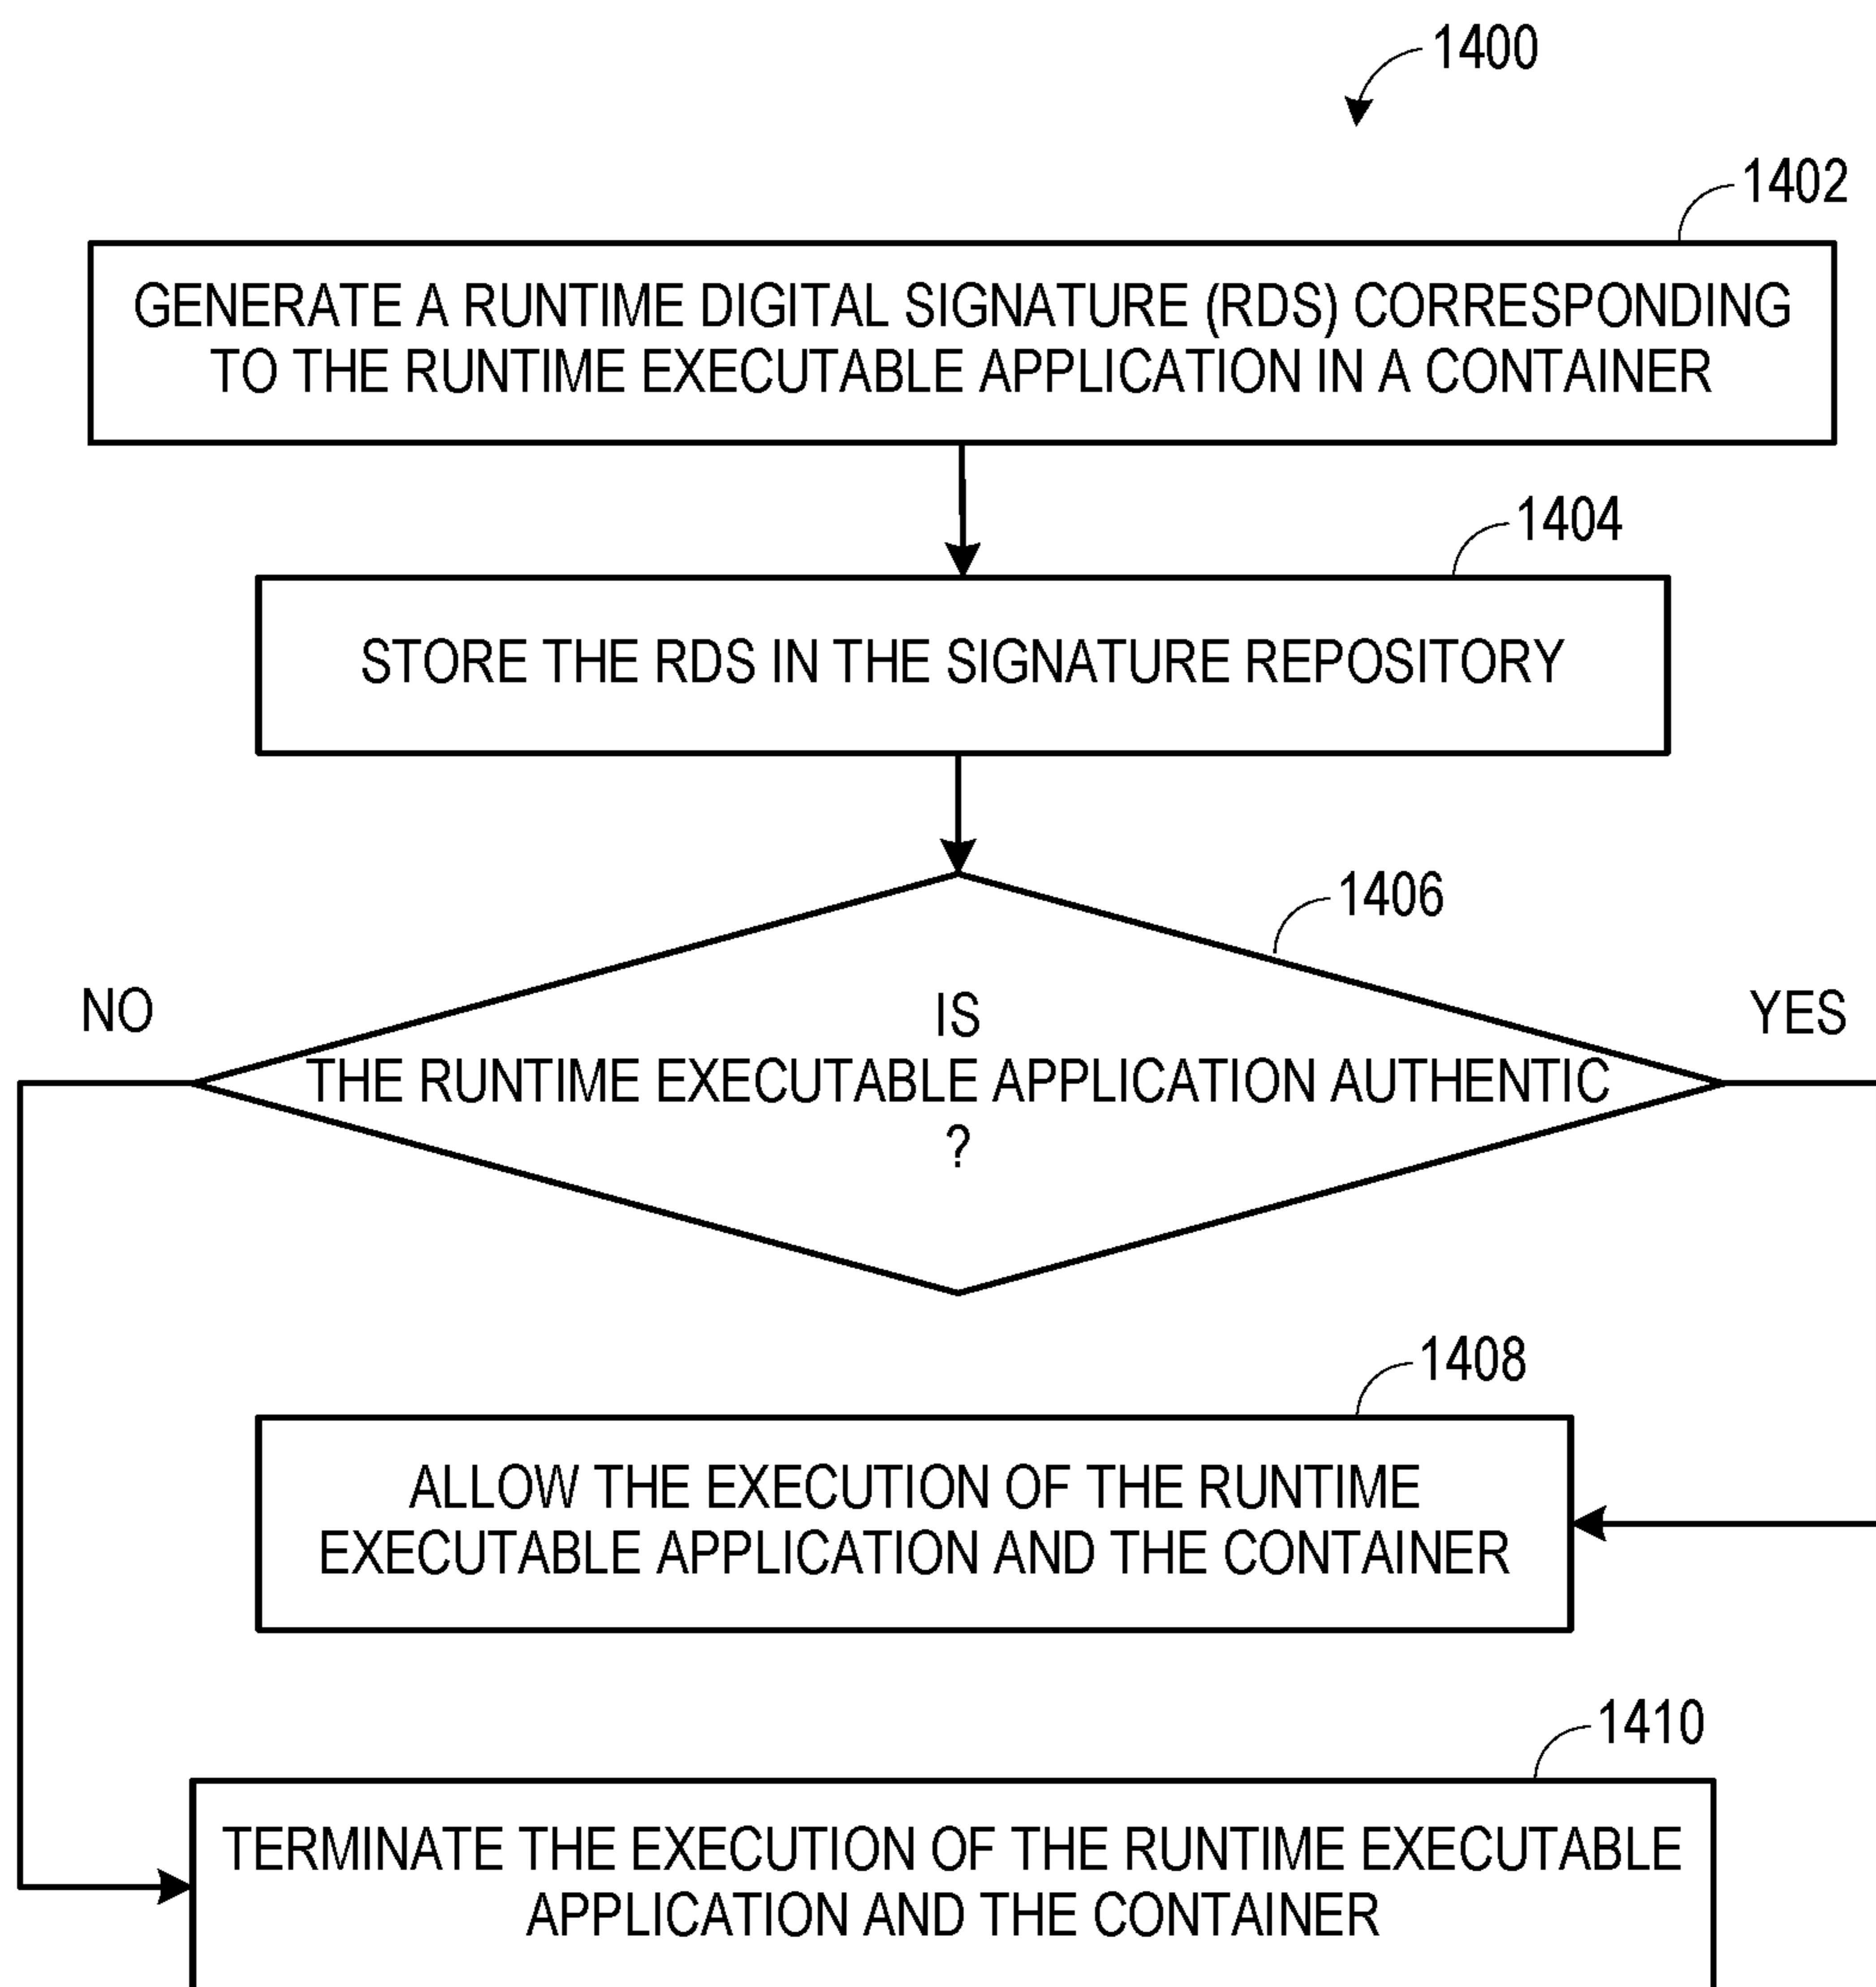 1400
1402
GENERATE A RUNTIME DIGITAL SIGNATURE (RDS) CORRESPONDING
TO THE RUNTIME EXECUTABLE APPLICATION IN A CONTAINER
1404
STORE THE RDS IN THE SIGNATURE REPOSITORY
1406
NO
YES
IS
THE RUNTIME EXECUTABLE APPLICATION AUTHENTIC
?
1408
ALLOW THE EXECUTION OF THE RUNTIME
EXECUTABLE APPLICATION AND THE CONTAINER
1410
TERMINATE THE EXECUTION OF THE RUNTIME EXECUTABLE
APPLICATION AND THE CONTAINER